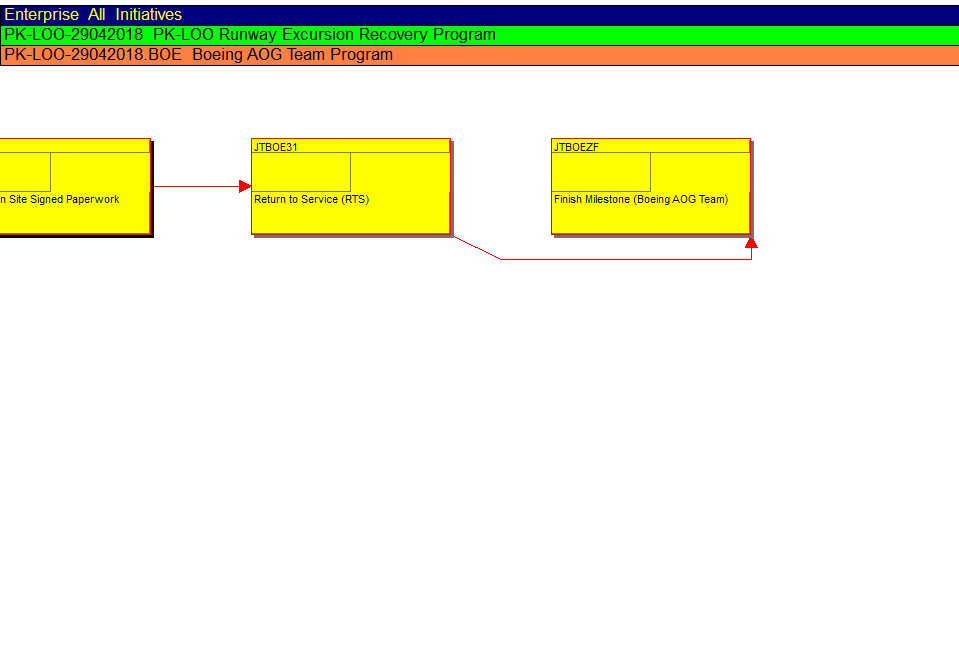 Enterprise All Initiatives
PK-LOO-29042018 PK-LOO Runway Excursion Recovery Program
PK-LOO-29042018.BOE Boeing AOG Team Program
JTBOE31
JTBOEZF
Site Signed Paperwork
Return to Service (RTS)
Finish Milestone (Boeing AOG Team)